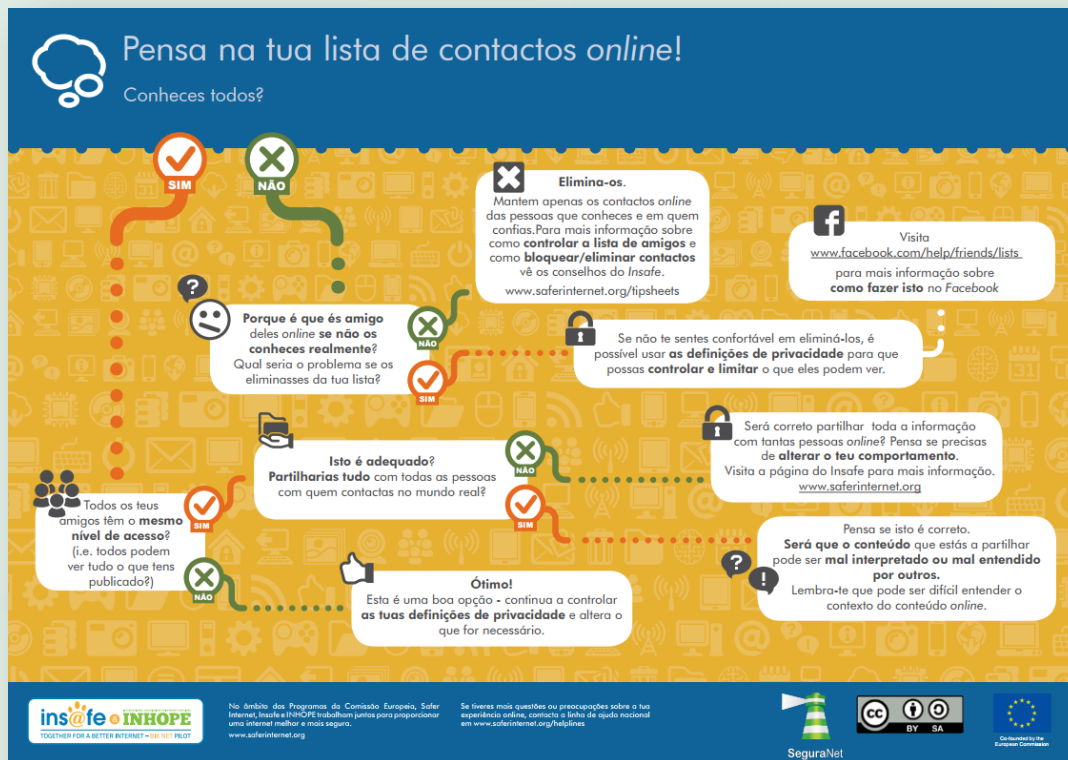 Pensa na tua lista de contactos online!
Conheces todos?
SIM
NÃO
Elimina-os.
Mantem apenas os contactos online
das pessoas que conheces e em quem
confias.Para mais informação sobre
como controlar a lista de amigos e
como bloquear/eliminar contactos
vê os conselhos do Insafe.
www.saferinternet.org/tipsheets
Visita
www.facebook.com/help/friends/lists
para mais informação sobre
como fazer isto no Facebook
?
Porque é que és amigo
deles online se não os
conheces realmente?
Qual seria o problema se os
eliminasses da tua lista?
NÃO
SIM
Se não te sentes confortável em eliminá-los, é
possível usar as definições de privacidade para que
possas controlar e limitar o que eles podem ver.
Isto é adequado?
Partilharias tudo com todas as pessoas
com quem contactas no mundo real?
NÃO
SIM
Será correto partilhar toda a informação
com tantas pessoas online? Pensa se precisas
de alterar o teu comportamento.
Visita a página do Insafe para mais informação.
www.saferinternet.org
Todos os teus
amigos têm o mesmo
nível de acesso?
(i.e. todos podem
ver tudo o que tens
publicado?)
SIM
NÃO
Pensa se isto é correto.
Será que o conteúdo que estás a partilhar
pode ser mal interpretado ou mal entendido
por outros.
Lembra-te que pode ser difícil entender o
contexto do conteúdo online.
? !
Ótimo!
Esta é uma boa opção - continua a controlar
as tuas definições de privacidade e altera o
que for necessário.
ins@fe & INHOPE
TOGETHER FOR A BETTER INTERNET – BIK NET PILOT
No âmbito dos Programas da Comissão Europeia, Safer
Internet, Insafe e INHOPE trabalham juntos para proporcionar
uma internet melhor e mais segura.
www.saferinternet.org
Se tiveres mais questões ou preocupações sobre a tua
experiência online, contacta a linha de ajuda nacional
em www.saferinternet.org/helplines
SeguraNet
cc
BY SA
Co-founded by the
European Commission